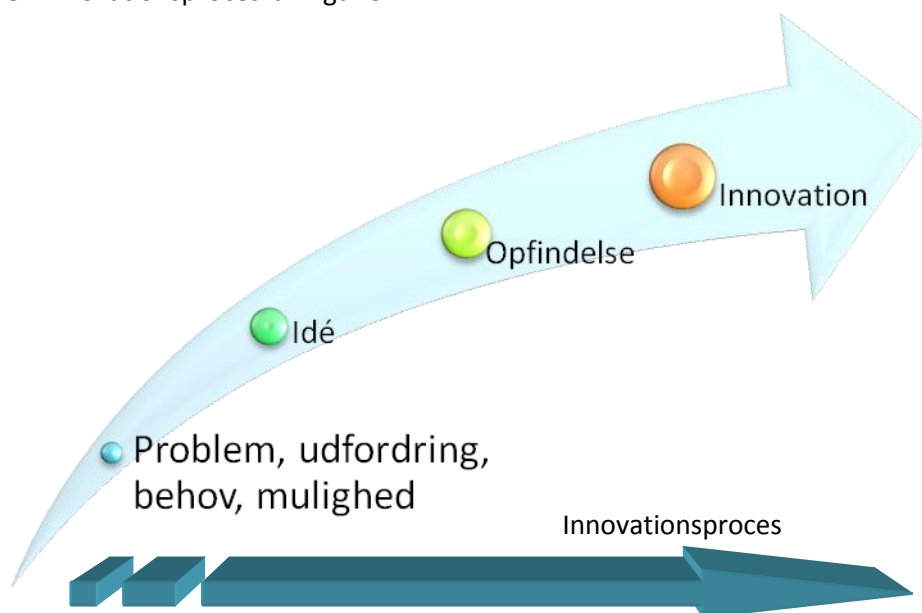 Innovation
Opfindelse
Idé
Problem, udfordring,
behov, mulighed
Innovationsproces